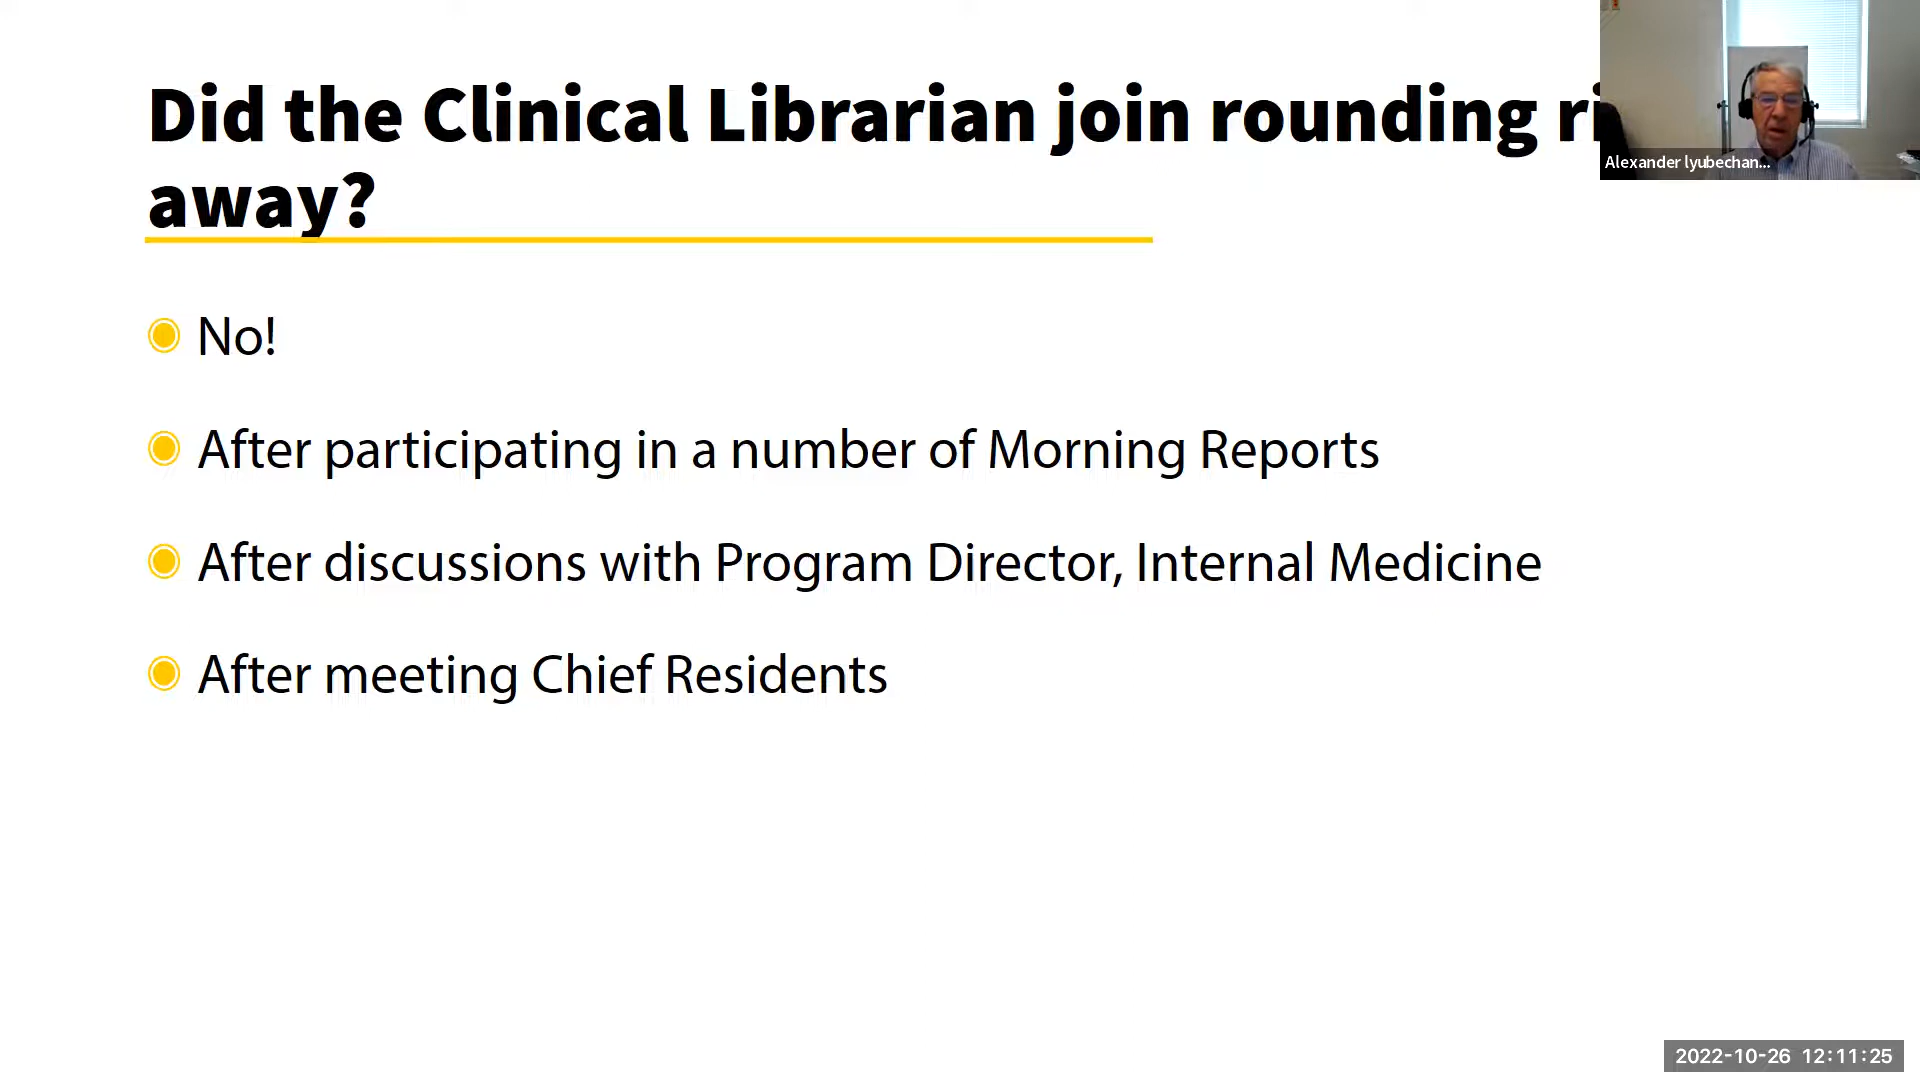 Did the Clinical Librarian join rounding ri
away?
No!
After participating in a number of Morning Reports
After discussions with Program Director, Internal Medicine
After meeting Chief Residents
Alexander lyubechan...
2022-10-26 12:11:25